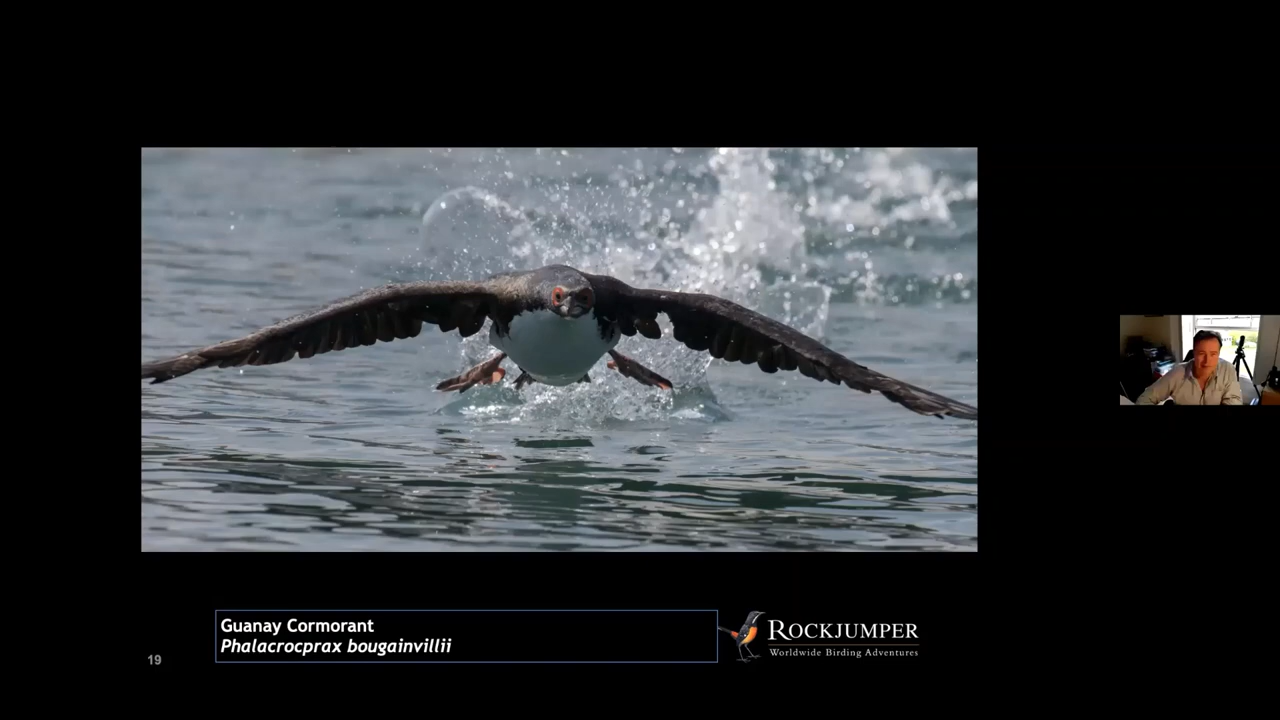 Guanay Cormorant
Phalacrocprax bougainvillii
ROCKJUMPER
Worldwide Birding Adventures
19